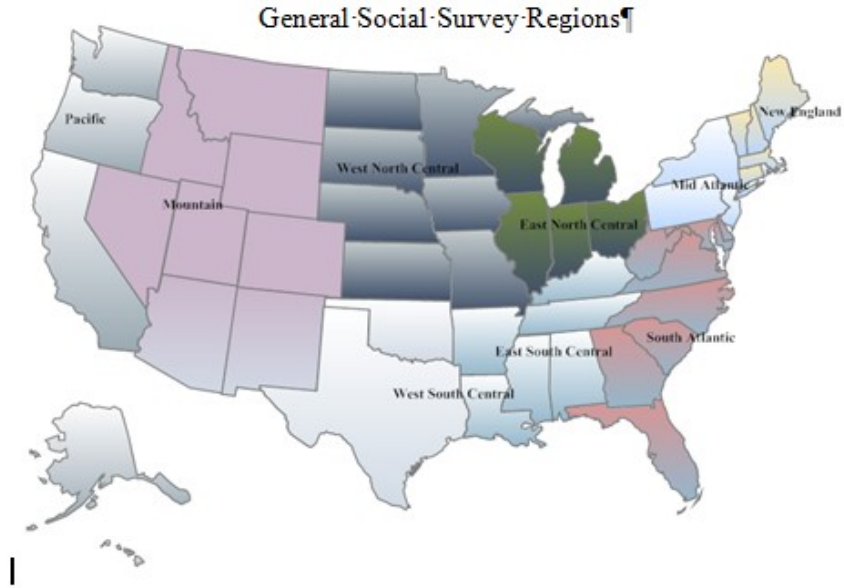 General·Social·Survey·Regions¶
New England
Pacific
West North Central
Mid Atlantic
Mountain
East North Central
South Atlantic
East South Central
West South Central